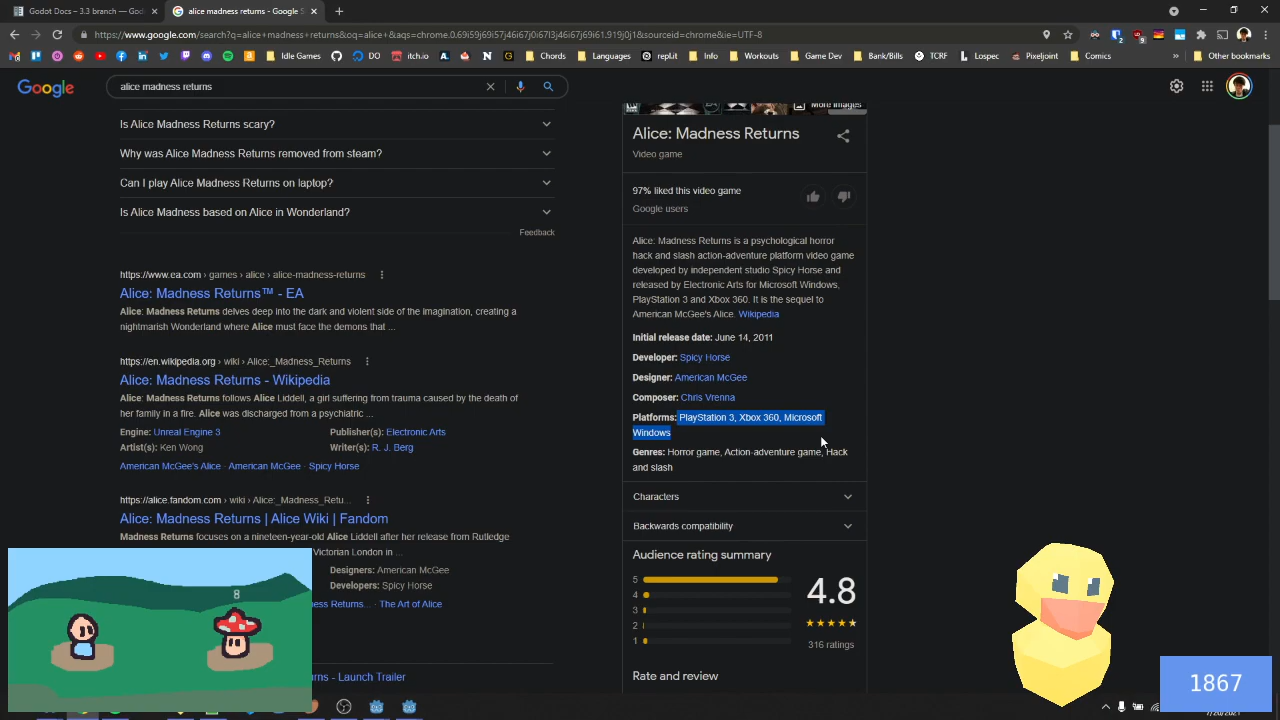 Godot Docs – 3.3 branch — God
alice madness returns - Google S
https://www.google.com/search?q=alice+madness+returns&oq=alice+&aqs=chrome.0.69i59j69i57j46i67j0i67l3j46i67j69i61.919j0j1&sourceid=chrome&ie=UTF-8
Idle Games
itch.io
Chords
Languages
repl.it
Info
Workouts
Dev
Bank/Bills
TCRF
Lospec
Pixeljoint
Comics
Other bookmarks
Google
alice madness returns
Is Alice Madness Returns scary?
Why was Alice Madness Returns removed from steam?
Can I play Alice Madness Returns on laptop?
Is Alice Madness based on Alice in Wonderland?
Feedback
https://www.ea.com › games › alice › alice-madness-returns
Alice: Madness Returns™ - EA
Alice: Madness Returns delves deep into the dark and violent side of the imagination, creating a
nightmarish Wonderland where Alice must face the demons that ...
https://en.wikipedia.org › wiki › Alice:_Madness_Returns
Alice: Madness Returns - Wikipedia
Alice: Madness Returns follows Alice Liddell, a girl suffering from trauma caused by the death of
her family in a fire. Alice was discharged from a psychiatric ...
Engine: Unreal Engine 3
Publisher(s): Electronic Arts
Artist(s): Ken Wong
Writer(s): R. J. Berg
American McGee's Alice · American McGee · Spicy Horse
https://alice.fandom.com › wiki › Alice:_Madness_Retu...
Alice: Madness Returns | Alice Wiki | Fandom
Madness Returns focuses on a nineteen-year-old Alice Liddell after her release from Rutledge
Victorian London in ...
Designers: American McGee
Developers: Spicy Horse
ness Returns... · The Art of Alice
rns - Launch Trailer
More images
Alice: Madness Returns
Video game
97% liked this video game
Google users
Alice: Madness Returns is a psychological horror
hack and slash action-adventure platform video game
developed by independent studio Spicy Horse and
released by Electronic Arts for Microsoft Windows,
PlayStation 3 and Xbox 360. It is the sequel to
American McGee's Alice. Wikipedia
Initial release date: June 14, 2011
Developer: Spicy Horse
Designer: American McGee
Composer: Chris Vrenna
Platforms: PlayStation 3, Xbox 360, Microsoft
Windows
Genres: Horror game, Action-adventure game, Hack
and slash
Characters
Backwards compatibility
Audience rating summary
5
4
3
2
1
4.8
316 ratings
Rate and review
8
1867